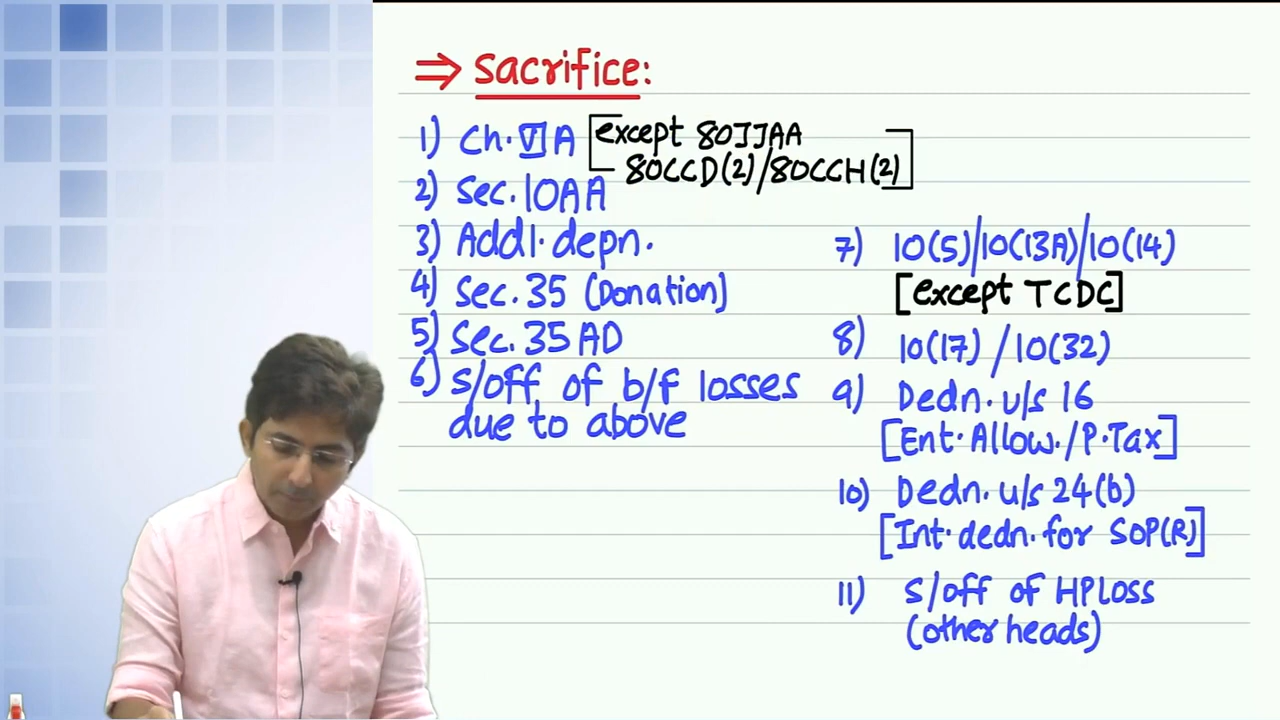 ⇒ Sacrifice:
1) Ch. VI A [except 80JJAA
80CCD(2)/80CCH(2)]
2) Sec. 10AA
3) Addl. depn.
4) Sec. 35 (Donation)
5) Sec. 35 AD
6) S/off of b/f losses
due to above
7) 10(5)/10(13A)/10(14)
[except TCDC]
8) 10(17) / 10(32)
9) Dedn. u/s 16
[Ent. Allow. / P. Tax]
10) Dedn. u/s 24(b)
[Int. dedn. for SOP(R)]
11) S/off of HP Loss
(other heads)